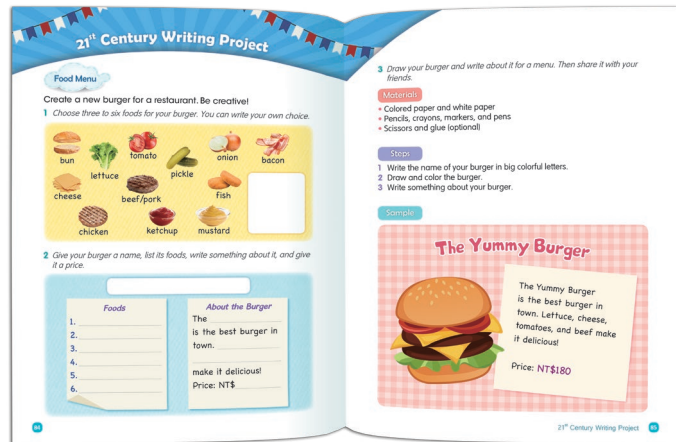 21st Century Writing Project
Food Menu
Create a new burger for a restaurant. Be creative!
1 Choose three to six foods for your burger. You can write your own choice.
bun
lettuce
tomato
pickle
onion
bacon
cheese
beef/pork
fish
chicken
ketchup
mustard
2 Give your burger a name, list its foods, write something about it, and give
it a price.
Foods
1.
2.
3.
4.
5.
6.
About the Burger
The
is the best burger in
town.
make it delicious!
Price: NT$
84
3 Draw your burger and write about it for a menu. Then share it with your
friends.
Materials
• Colored paper and white paper
• Pencils, crayons, markers, and pens
• Scissors and glue (optional)
Steps
1 Write the name of your burger in big colorful letters.
2 Draw and color the burger.
3 Write something about your burger.
Sample
The Yummy Burger
The Yummy Burger
is the best burger in
town. Lettuce, cheese,
tomatoes, and beef make
it delicious!
Price: NT$180
21st Century Writing Project 85